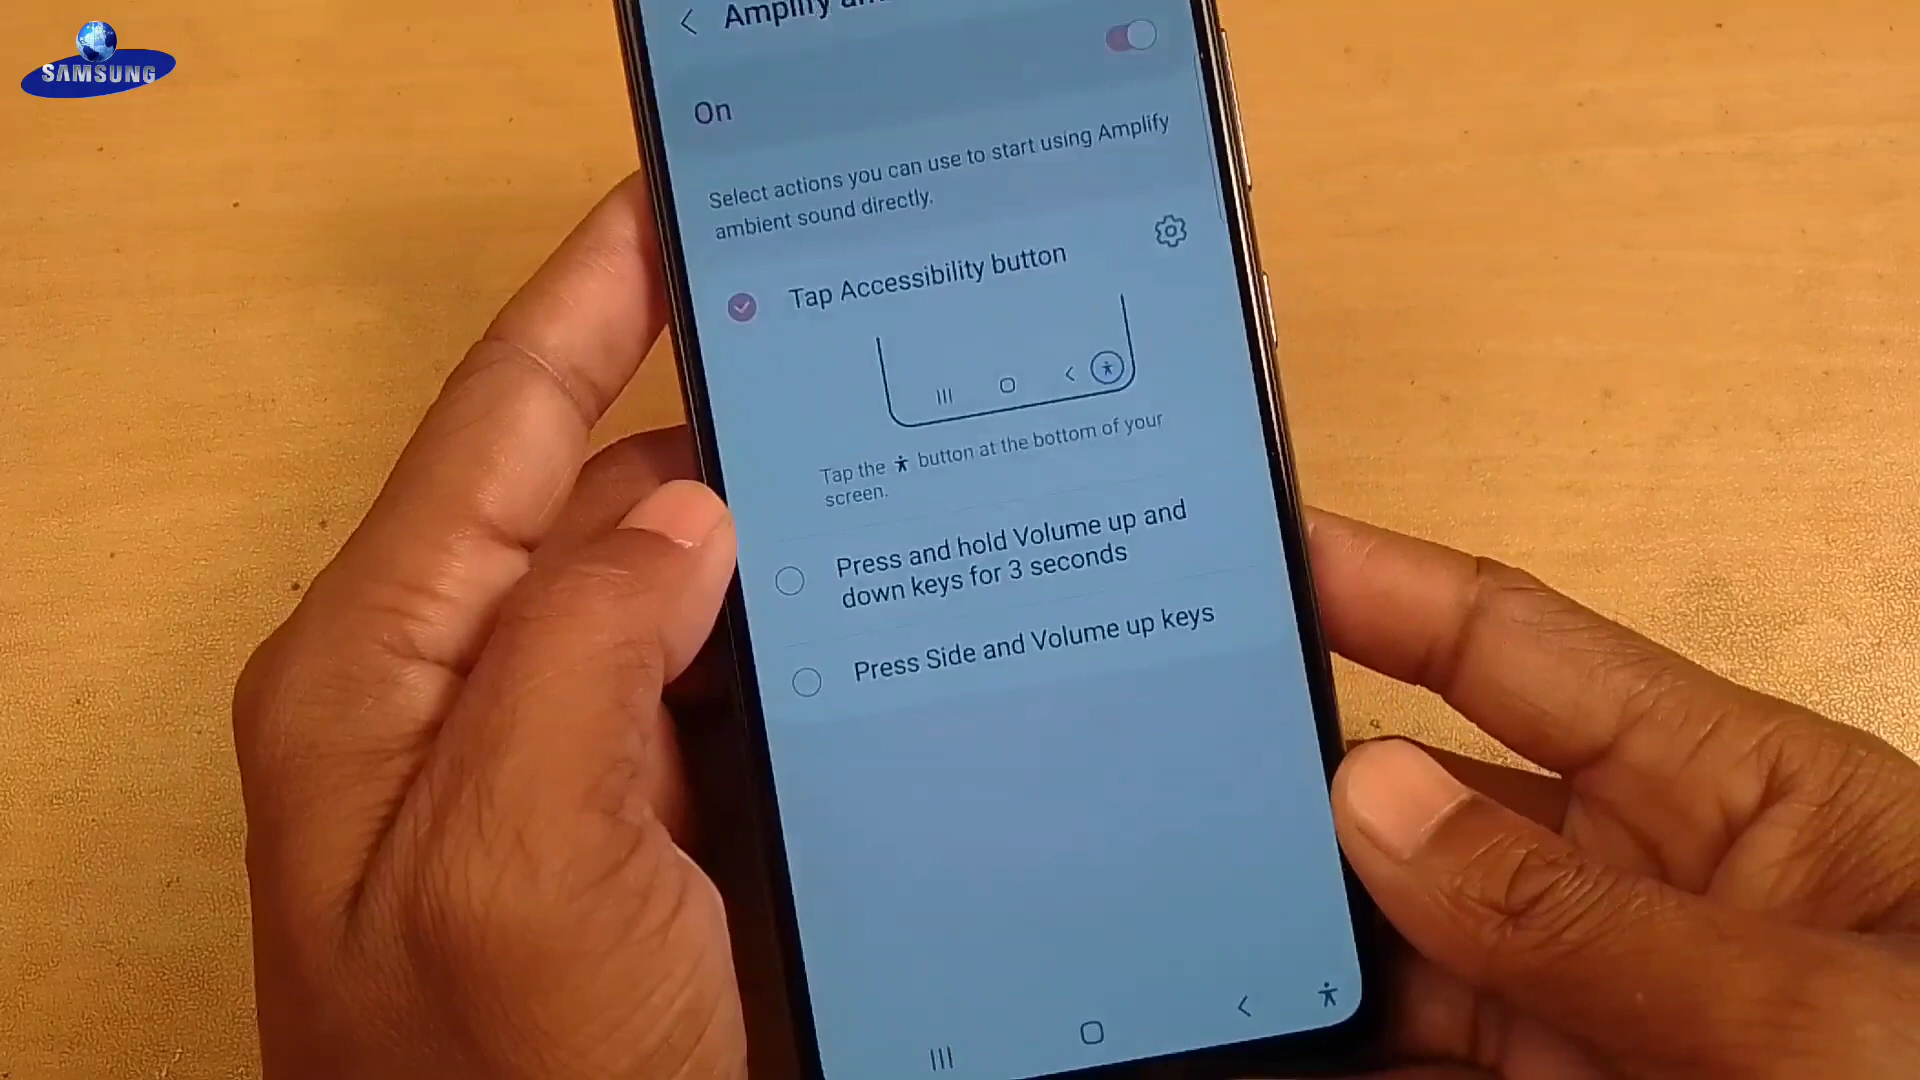 SAMSUNG
Amplify
On
Select actions you can use to start using Amplify
ambient sound directly.
Tap Accessibility button
Tap the button at the bottom of your
screen.
Press and hold Volume up and
down keys for 3 seconds
Press Side and Volume up keys